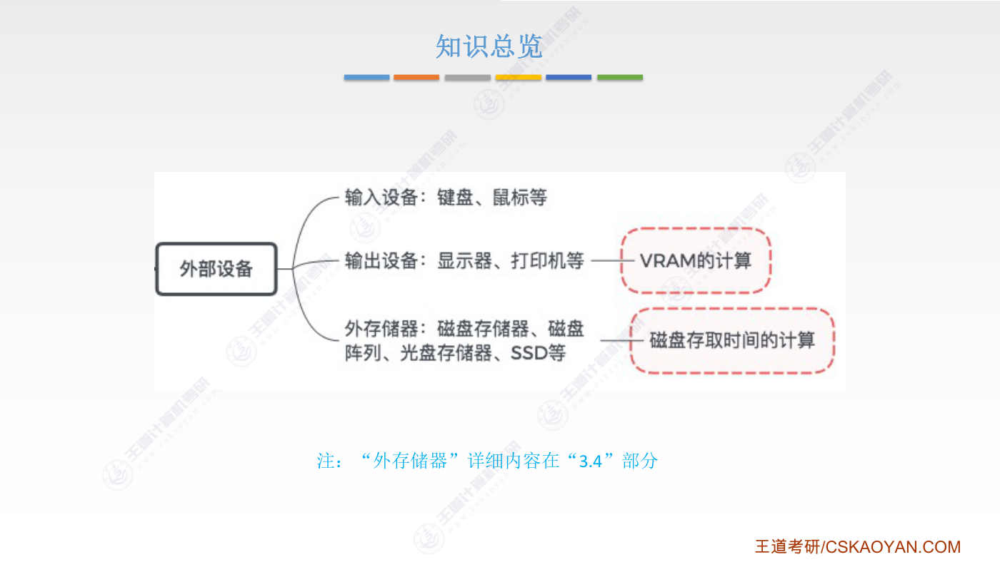 知识总览
输入设备：键盘、鼠标等
外部设备
输出设备：显示器、打印机等
VRAM的计算
外存储器：磁盘存储器、磁盘
阵列、光盘存储器、SSD等
磁盘存取时间的计算
注：“外存储器”详细内容在“3.4”部分
王道考研/CSKAOYAN.COM